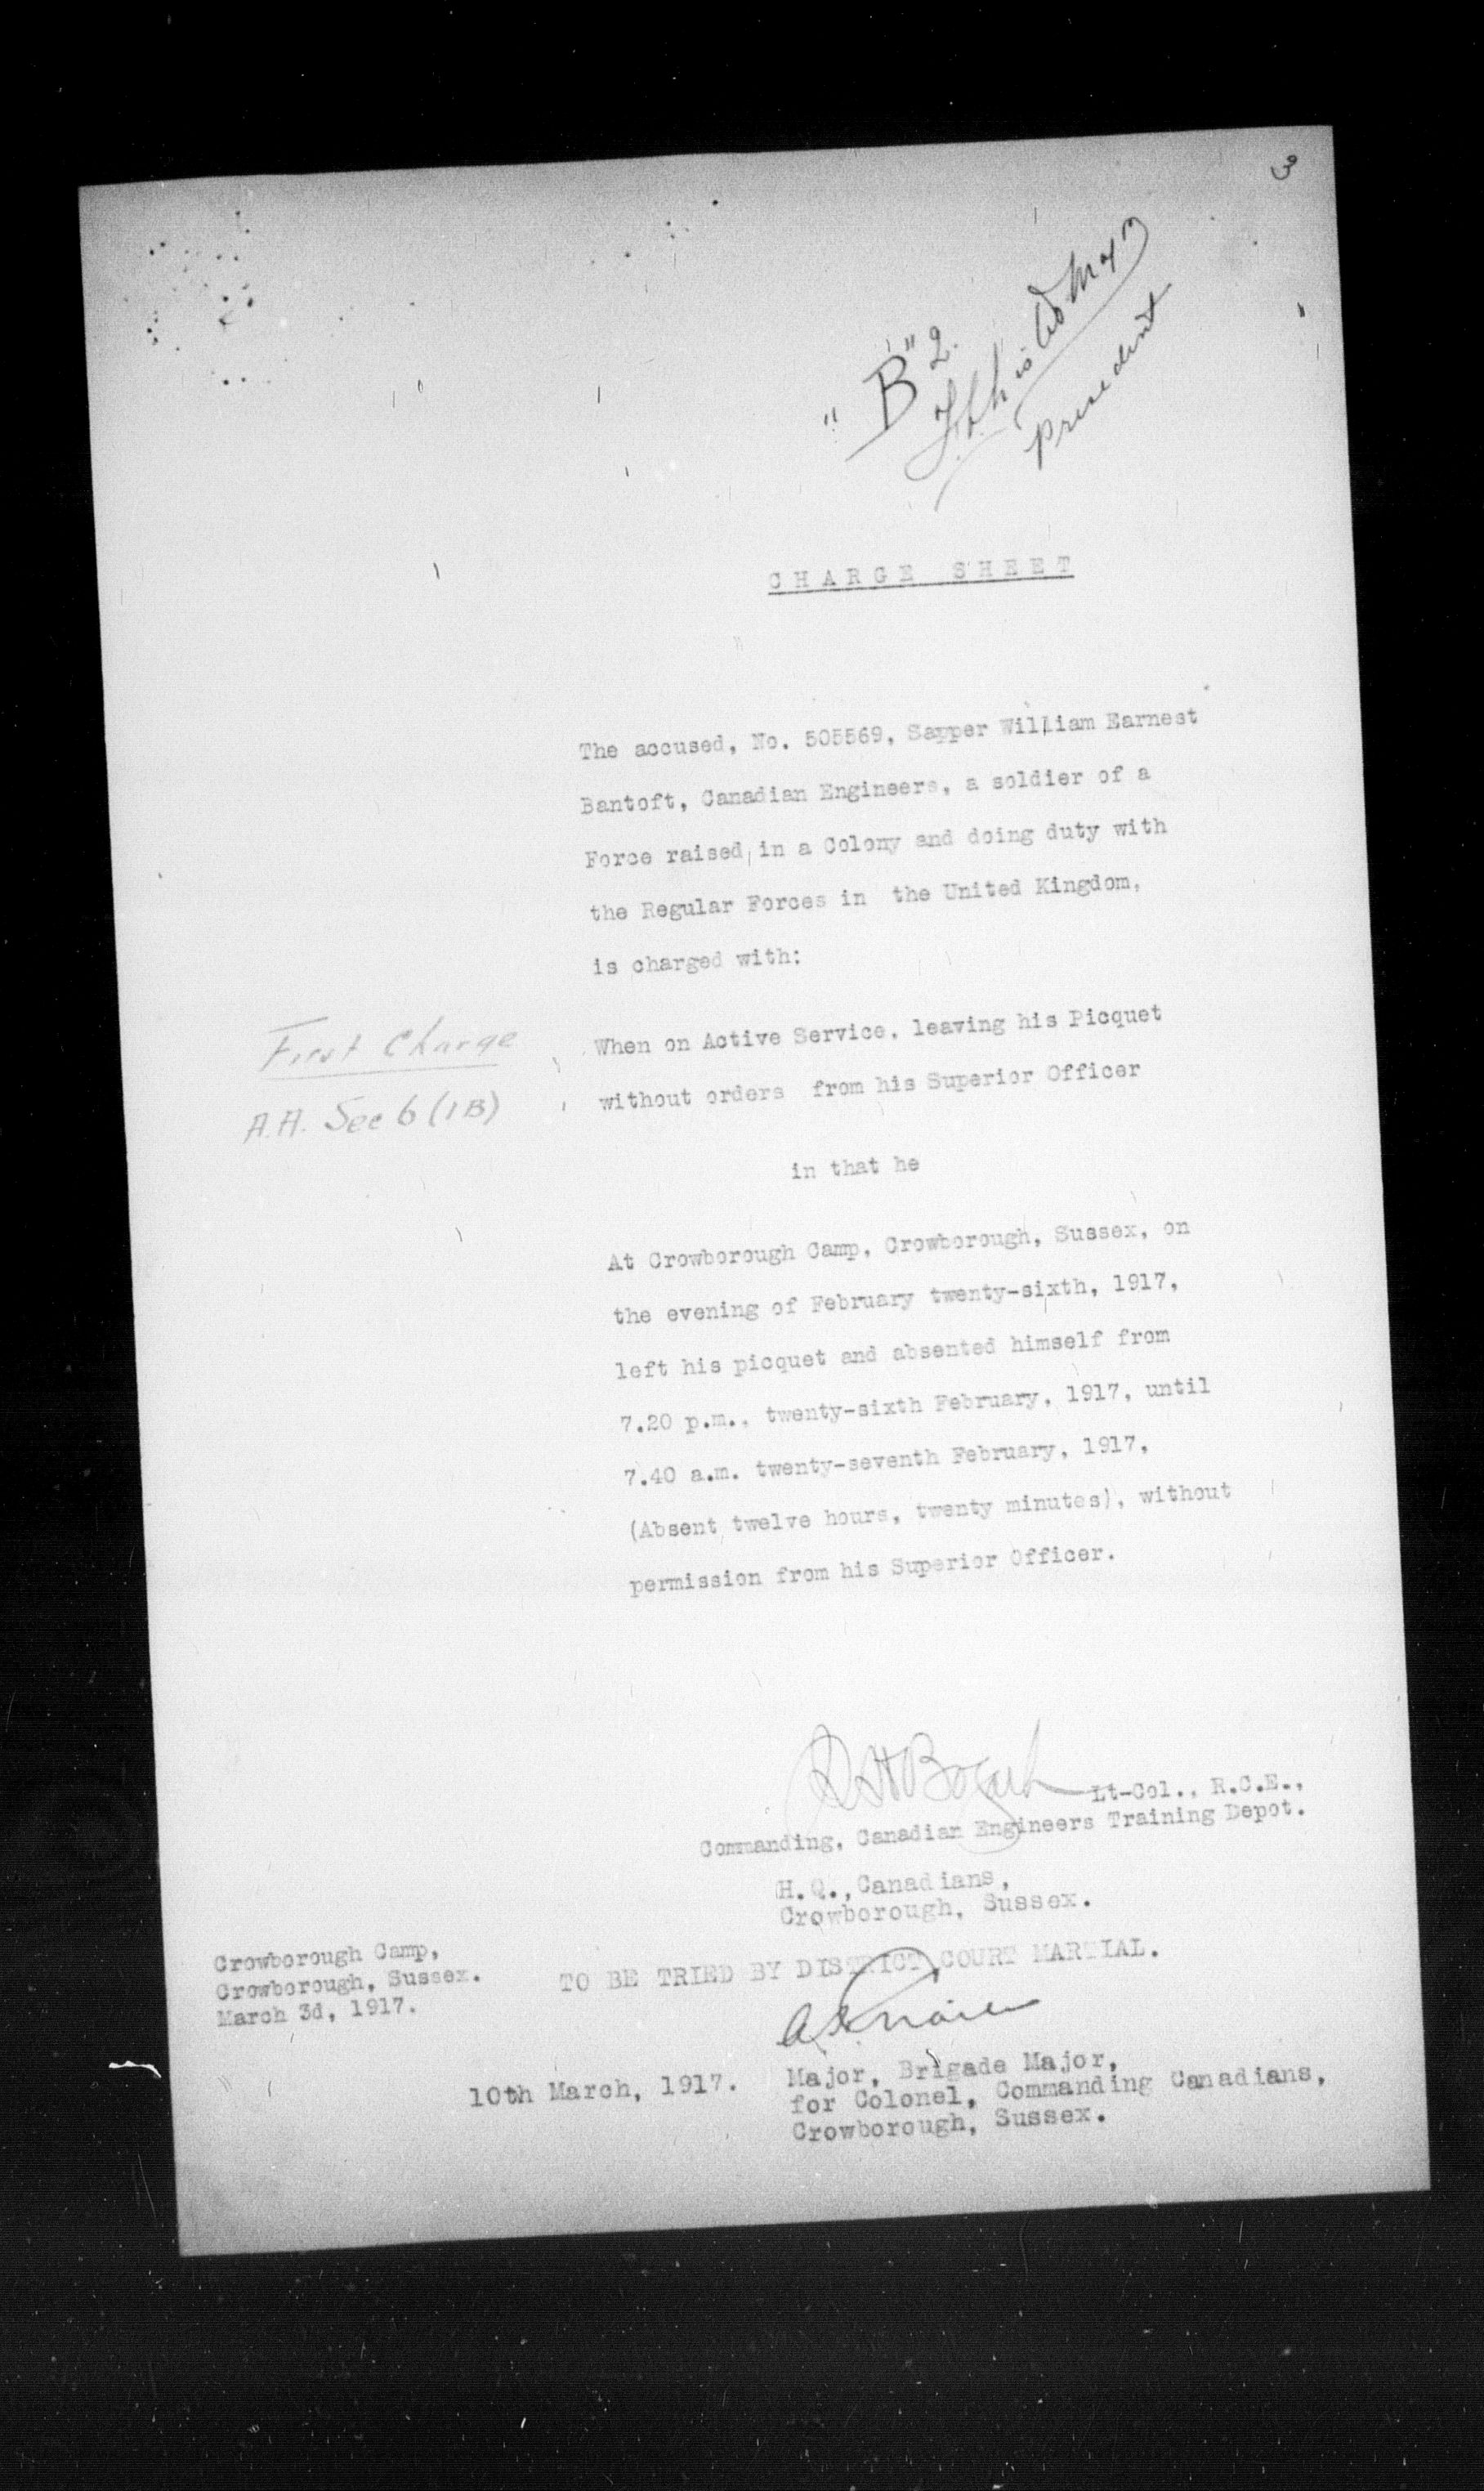 3
"B" 2.
President
CHARGE SHEET
The accused, No. 505569, Sapper William Earnest
Bantoft, Canadian Engineers, a soldier of a
Force raised in a Colony and doing duty with
the Regular Forces in the United Kingdom,
is charged with:
First Charge
A.A. Sec 6 (1B)
When on Active Service, leaving his Picquet
without orders from his Superior Officer
in that he
At Crowborough Camp, Crowborough, Sussex, on
the evening of February twenty-sixth, 1917,
left his picquet and absented himself from
7.20 p.m., twenty-sixth February, 1917, until
7.40 a.m. twenty-seventh February, 1917,
(Absent twelve hours, twenty minutes), without
permission from his Superior Officer.
Lt-Col., R.C.E.,
Commanding, Canadian Engineers Training Depot.
H.Q., Canadians,
Crowborough, Sussex.
Crowborough Camp,
Crowborough, Sussex.
March 3d, 1917.
TO BE TRIED BY DISTRICT COURT MARTIAL.
10th March, 1917.
Major, Brigade Major,
for Colonel, Commanding Canadians,
Crowborough, Sussex.